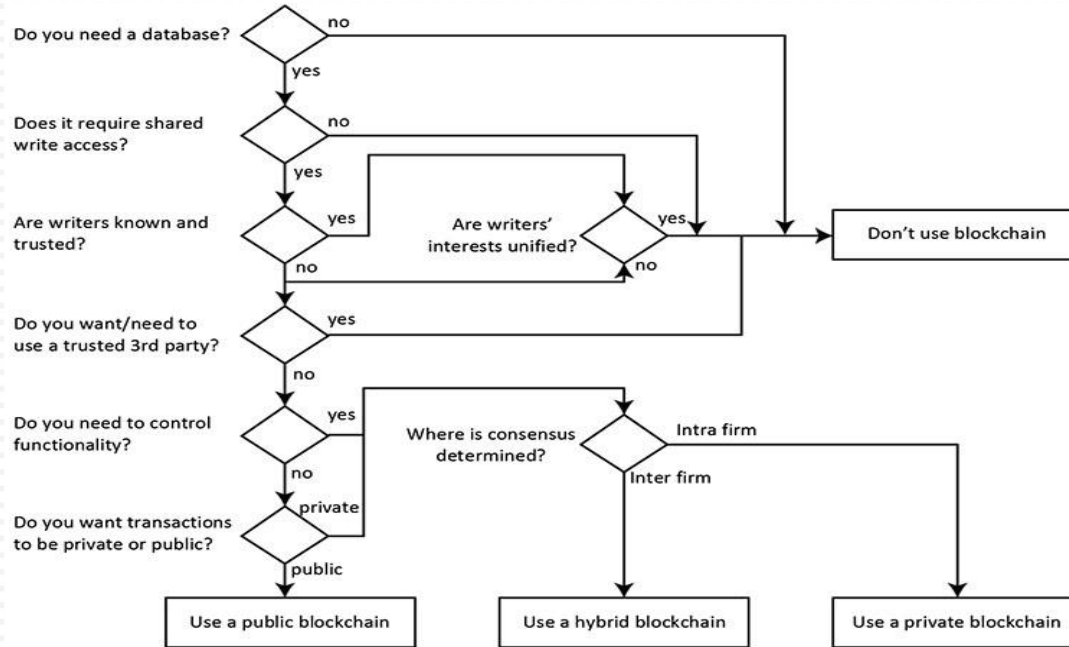 no
Do you need a database?
yes
Does it require shared
write access?
no
yes
Are writers known and
trusted?
yes
no
Are writers’
interests unified?
yes
no
Don’t use blockchain
Do you want/need to
use a trusted 3rd party?
yes
no
Do you need to control
functionality?
yes
no
Where is consensus
determined?
Intra firm
Inter firm
Do you want transactions
to be private or public?
private
public
Use a public blockchain
Use a hybrid blockchain
Use a private blockchain